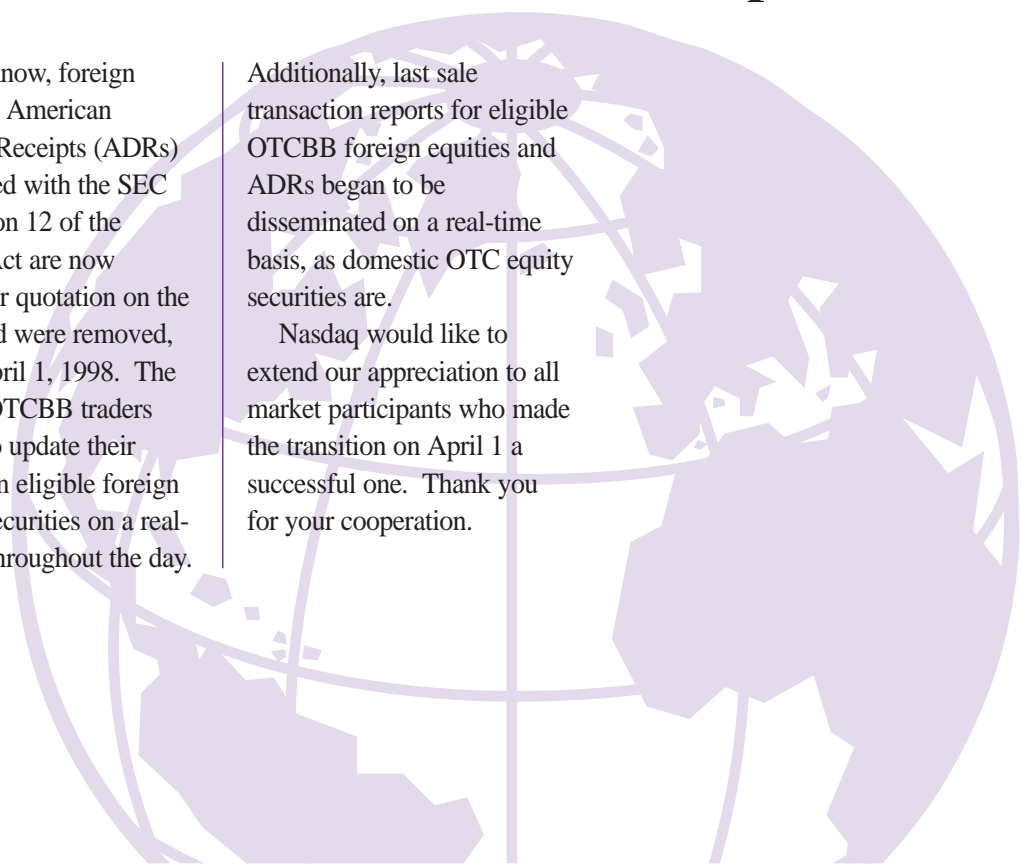 now, foreign
American
Receipts (ADRs)
ed with the SEC
on 12 of the
Act are now
r quotation on the
d were removed,
pril 1, 1998. The
OTCBB traders
o update their
n eligible foreign
ecurities on a real-
hroughout the day.
Additionally, last sale
transaction reports for eligible
OTCBB foreign equities and
ADRs began to be
disseminated on a real-time
basis, as domestic OTC equity
securities are.
Nasdaq would like to
extend our appreciation to all
market participants who made
the transition on April 1 a
successful one. Thank you
for your cooperation.